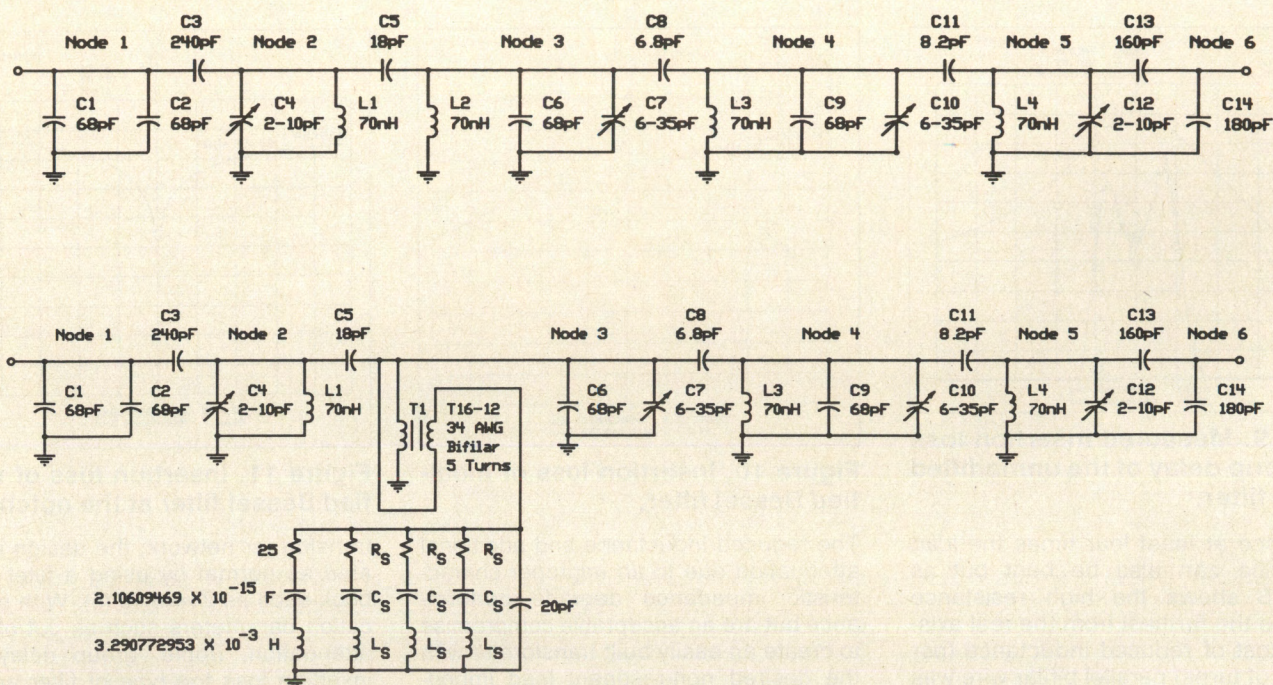 C3 C5 C8 C11 C13
Node 1 240pF Node 2 18pF Node 3 6.8pF Node 4 8.2pF Node 5 160pF Node 6
C1 C2 C4 L1 L2 C6 C7 L3 C9 C10 L4 C12 C14
68pF 68pF 2-10pF 70nH 70nH 68pF 6-35pF 70nH 68pF 6-35pF 70nH 2-10pF 180pF
C3 C5 C8 C11 C13
Node 1 240pF Node 2 18pF Node 3 6.8pF Node 4 8.2pF Node 5 160pF Node 6
C1 C2 C4 L1 T1 T16-12 C6 C7 L3 C9 C10 L4 C12 C14
68pF 68pF 2-10pF 70nH 34 AWG 68pF 6-35pF 70nH 68pF 6-35pF 70nH 2-10pF 180pF
Bifilar
5 Turns
25 RS RS RS
2.10609469 X 10^-15 F CS CS CS 20pF
3.290772953 X 10^-3 H LS LS LS